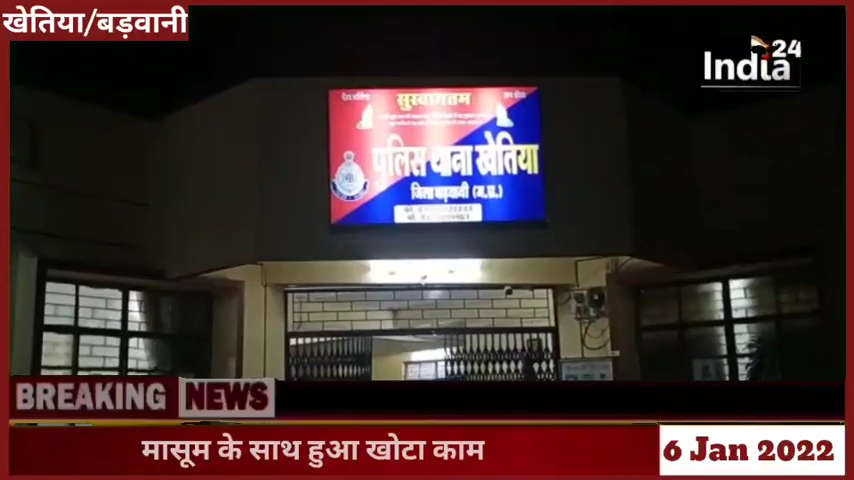 खेतिया/बड़वानी
India 24
सुस्वागतम
पुलिस थाना खेतिया
जिला बड़वानी (म.प्र.)
BREAKING NEWS
मासूम के साथ हुआ खोटा काम
6 Jan 2022